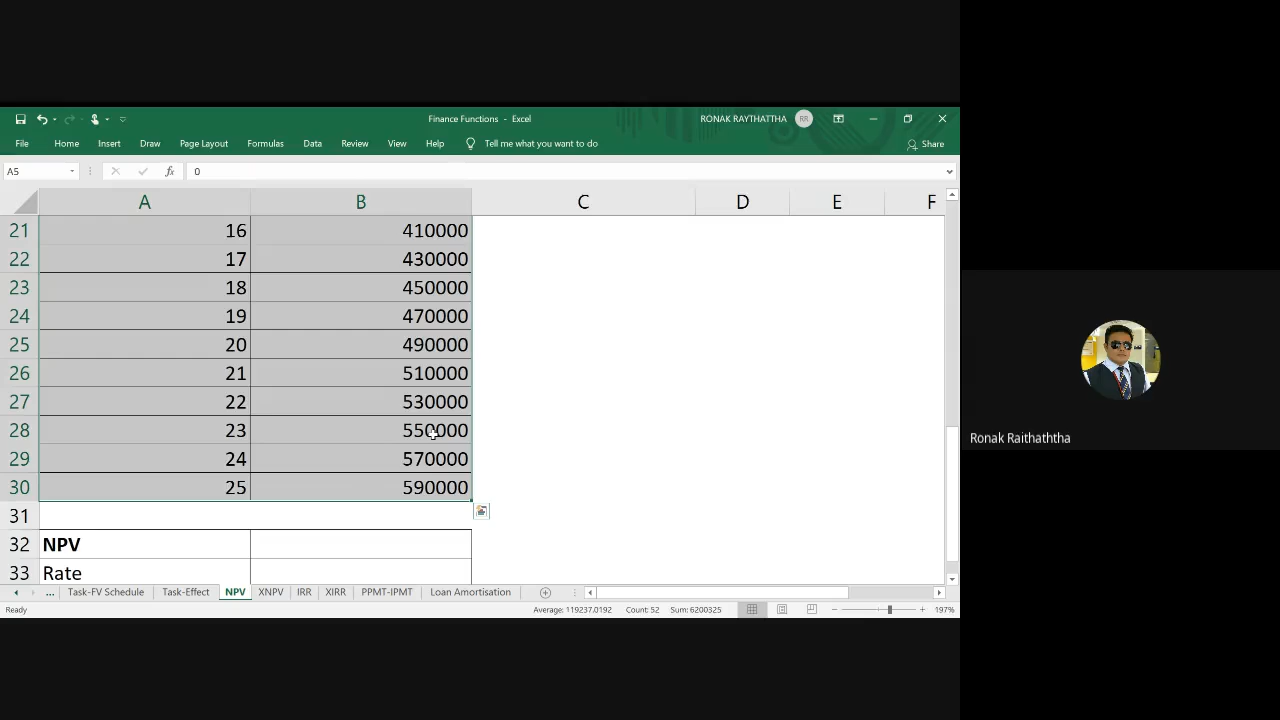 Finance Functions - Excel
RONAK RAYTHATTHA RR
File Home Insert Draw Page Layout Formulas Data Review View Help Tell me what you want to do Share
A5 fx 0
A B C D E F
21 16 410000
22 17 430000
23 18 450000
24 19 470000
25 20 490000
26 21 510000
27 22 530000
28 23 550000
29 24 570000
30 25 590000
31
32 NPV
33 Rate
... Task-FV Schedule Task-Effect NPV XNPV IRR XIRR PPMT-IPMT Loan Amortisation
Ready Average: 119237.0192 Count: 52 Sum: 6200325 197%
Ronak Raithaththa